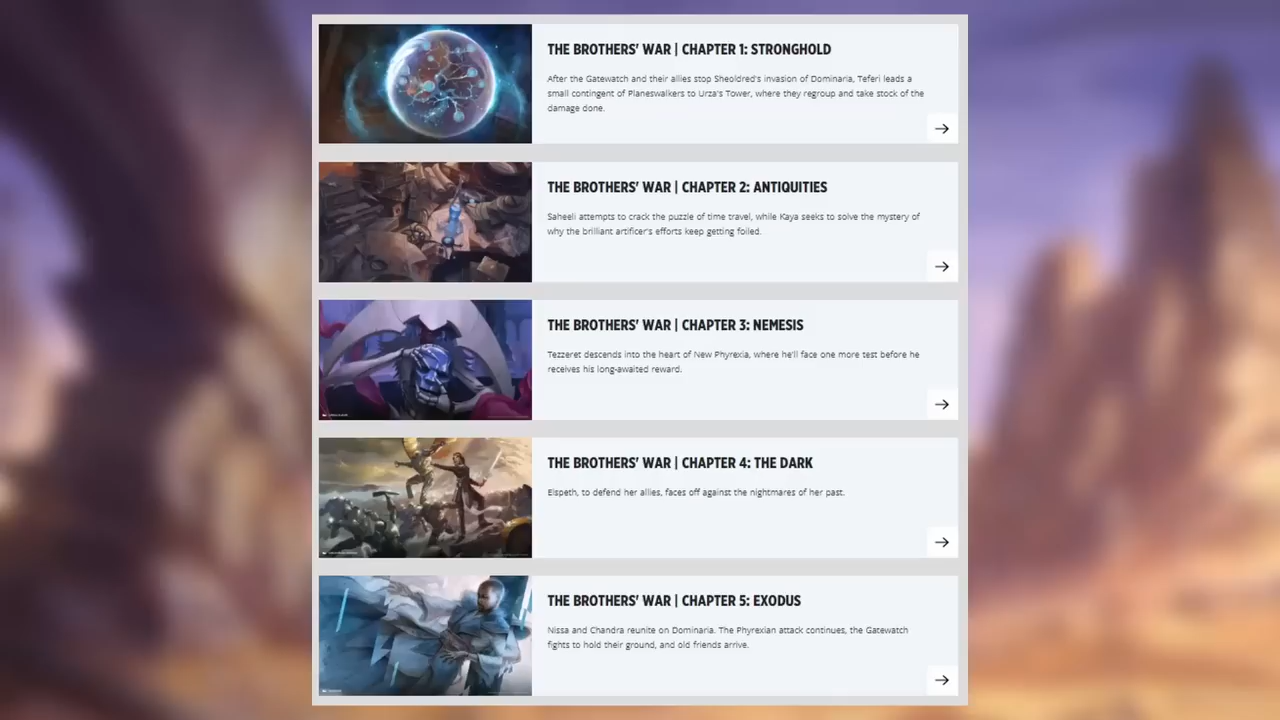 THE BROTHERS' WAR | CHAPTER 1: STRONGHOLD
After the Gatewatch and their allies stop Sheoldred's invasion of Dominaria, Teferi leads a
small contingent of Planeswalkers to Urza's Tower, where they regroup and take stock of the
damage done.
THE BROTHERS' WAR | CHAPTER 2: ANTIQUITIES
Saheeli attempts to crack the puzzle of time travel, while Kaya seeks to solve the mystery of
why the brilliant artificer's efforts keep getting foiled.
THE BROTHERS' WAR | CHAPTER 3: NEMESIS
Tezzeret descends into the heart of New Phyrexia, where he'll face one more test before he
receives his long-awaited reward.
THE BROTHERS' WAR | CHAPTER 4: THE DARK
Elspeth, to defend her allies, faces off against the nightmares of her past.
THE BROTHERS' WAR | CHAPTER 5: EXODUS
Nissa and Chandra reunite on Dominaria. The Phyrexian attack continues, the Gatewatch
fights to hold their ground, and old friends arrive.